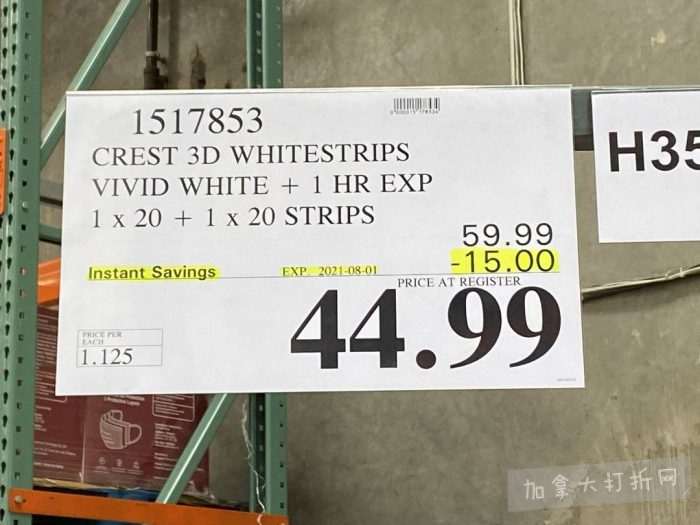 1517853
CREST 3D WHITESTRIPS
VIVID WHITE + 1 HR EXP
1 x 20 + 1 x 20 STRIPS
59.99
Instant Savings EXP. 2021-08-01 -15.00
PRICE AT REGISTER
44.99
PRICE PER
EACH
1.125
H35
加拿大打折网